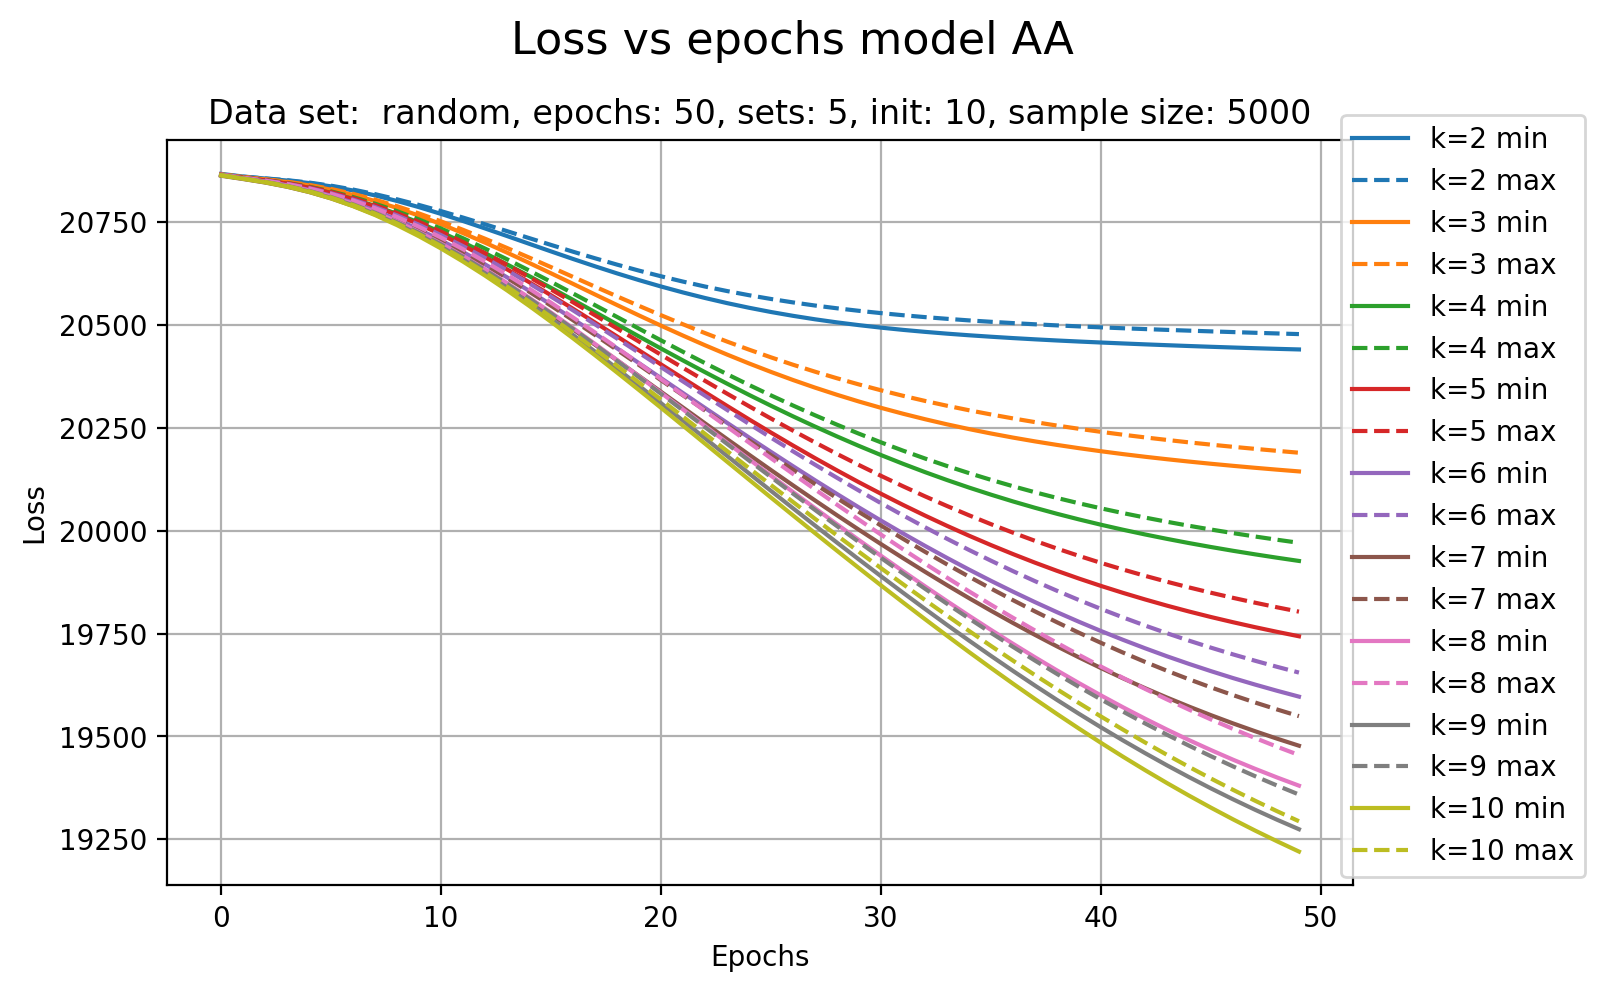 Loss vs epochs model AA
Data set:  random, epochs: 50, sets: 5, init: 10, sample size: 5000
Loss
20750
20500
20250
20000
19750
19500
19250
0 10 20 30 40 50
Epochs
k=2 min
k=2 max
k=3 min
k=3 max
k=4 min
k=4 max
k=5 min
k=5 max
k=6 min
k=6 max
k=7 min
k=7 max
k=8 min
k=8 max
k=9 min
k=9 max
k=10 min
k=10 max